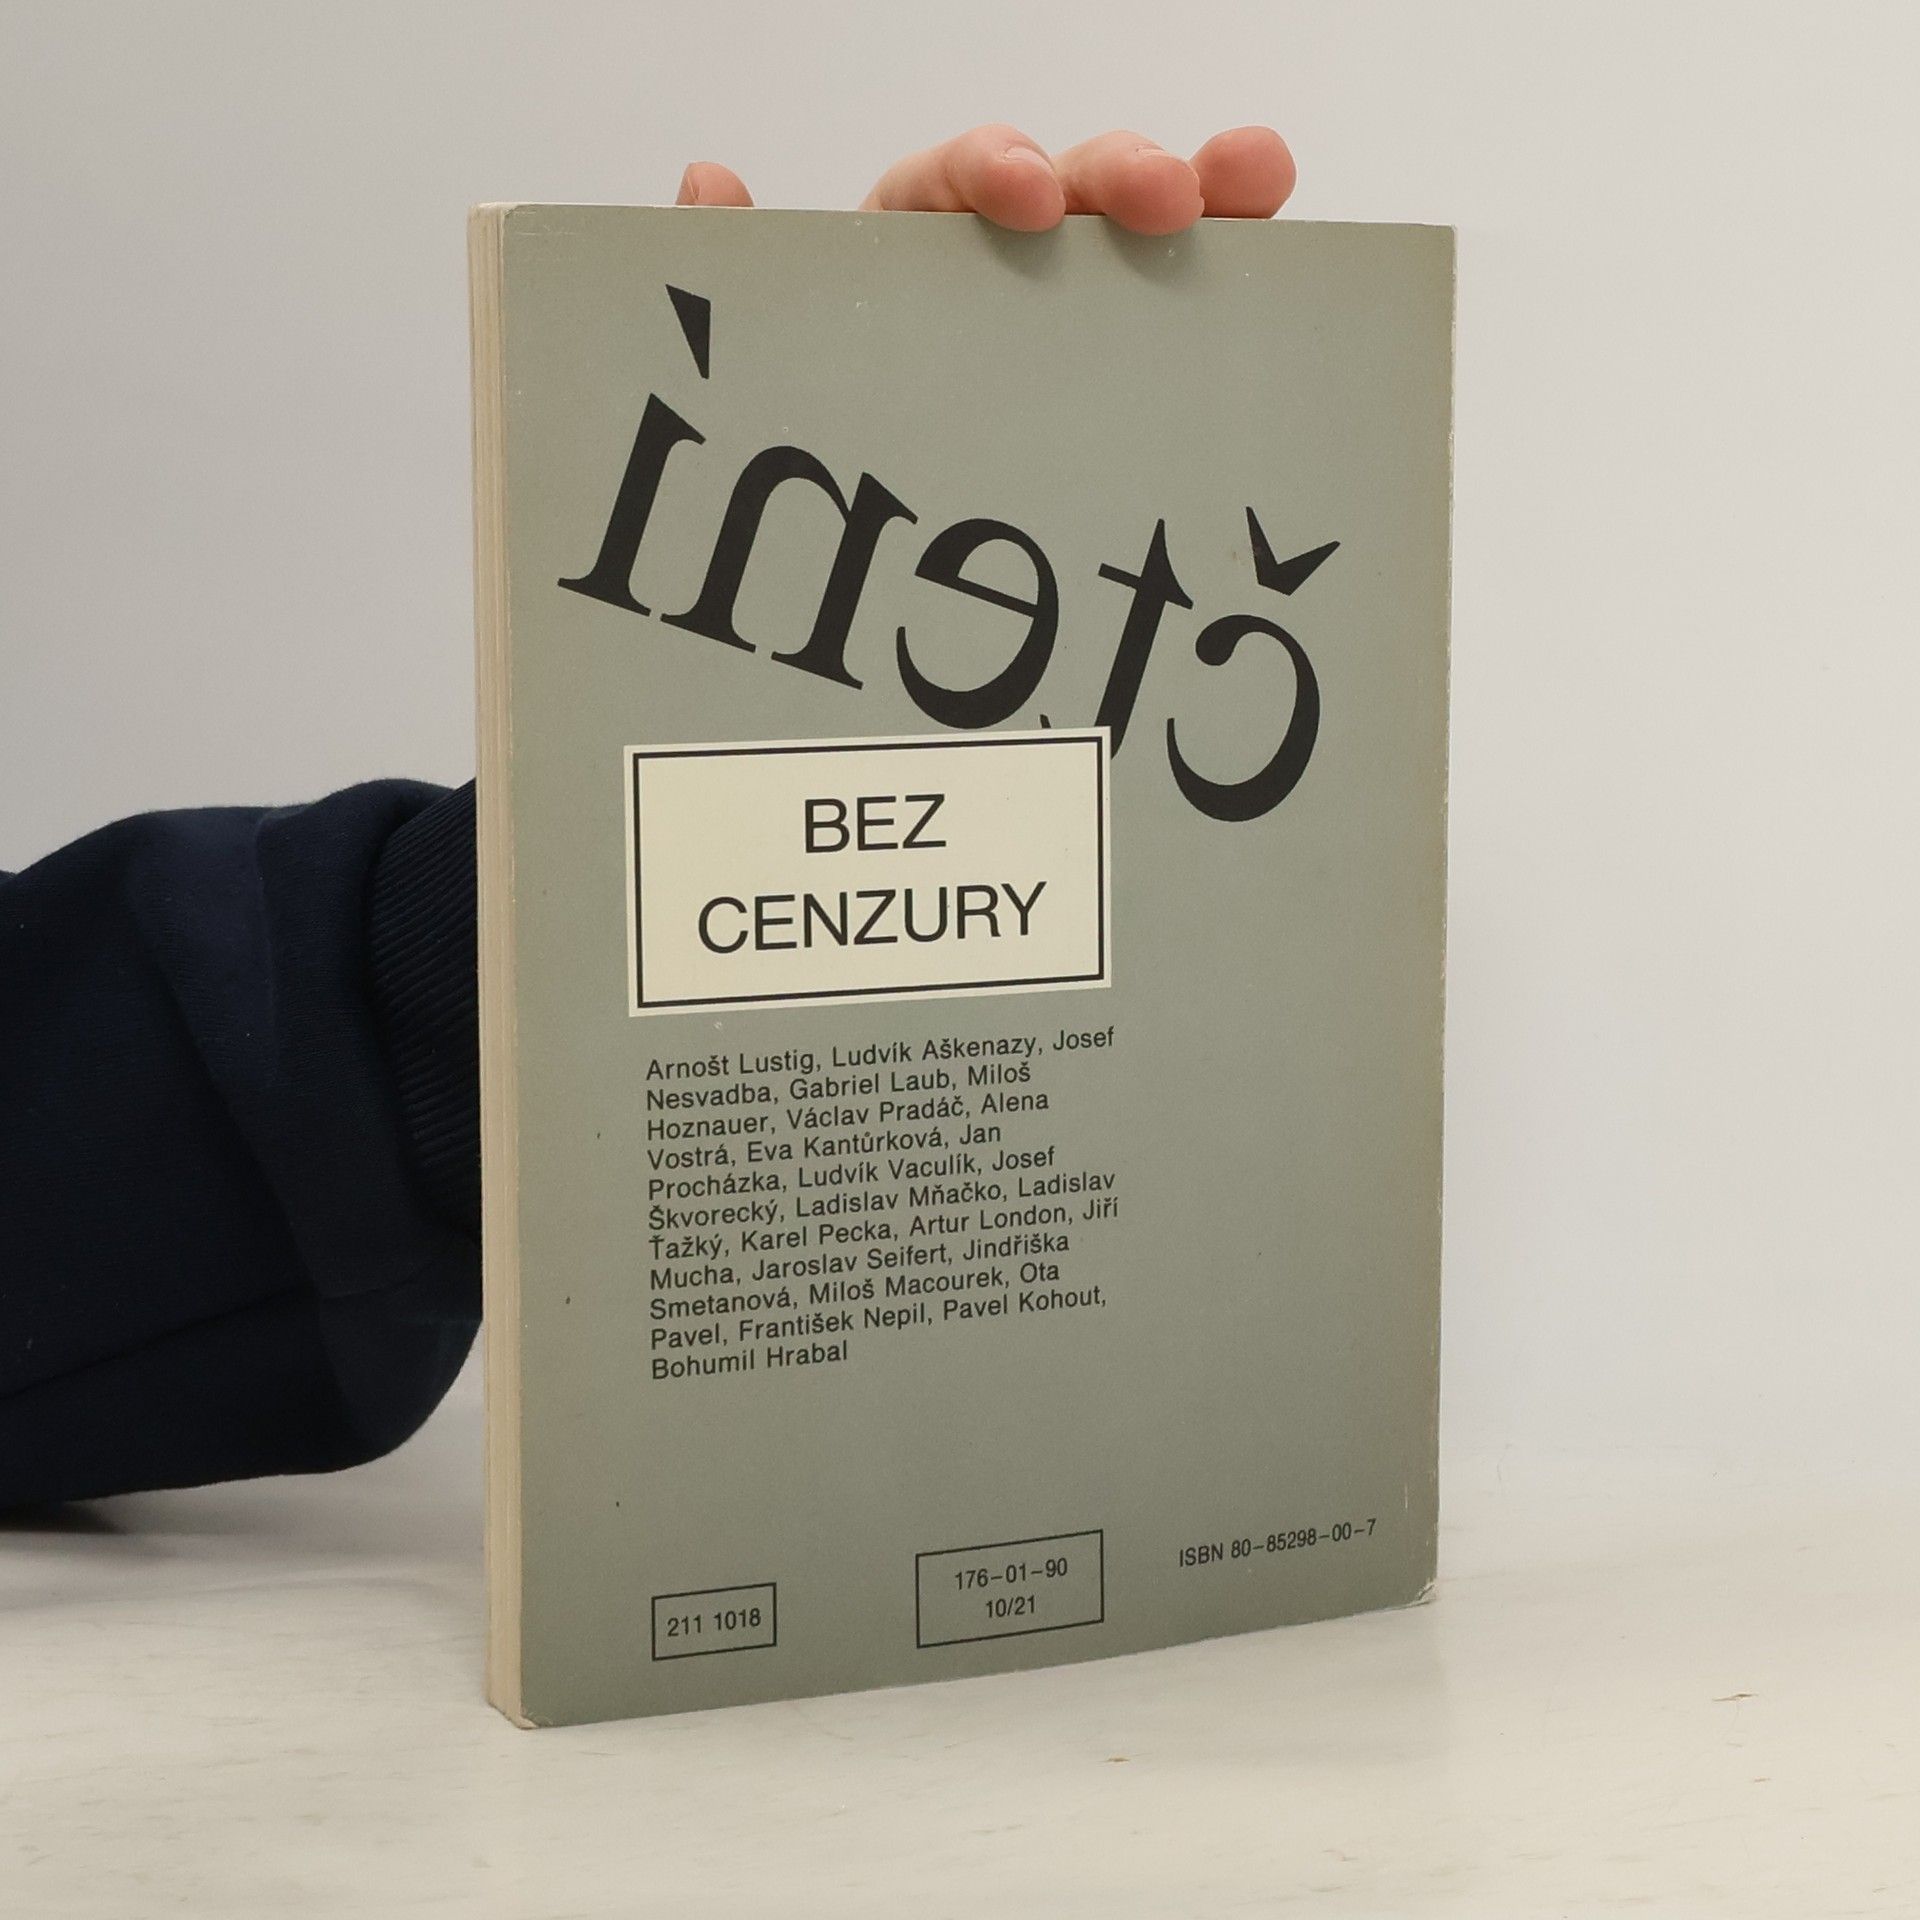 čtení
BEZ
CENZURY
Arnošt Lustig, Ludvík Aškenazy, Josef
Nesvadba, Gabriel Laub, Miloš
Hoznauer, Václav Pradáč, Alena
Vostrá, Eva Kantůrková, Jan
Procházka, Ludvík Vaculík, Josef
Škvorecký, Ladislav Mňačko, Ladislav
Ťažký, Karel Pecka, Artur London, Jiří
Mucha, Jaroslav Seifert, Jindřiška
Smetanová, Miloš Macourek, Ota
Pavel, František Nepil, Pavel Kohout,
Bohumil Hrabal
211 1018
176-01-90
10/21
ISBN 80-85298-00-7